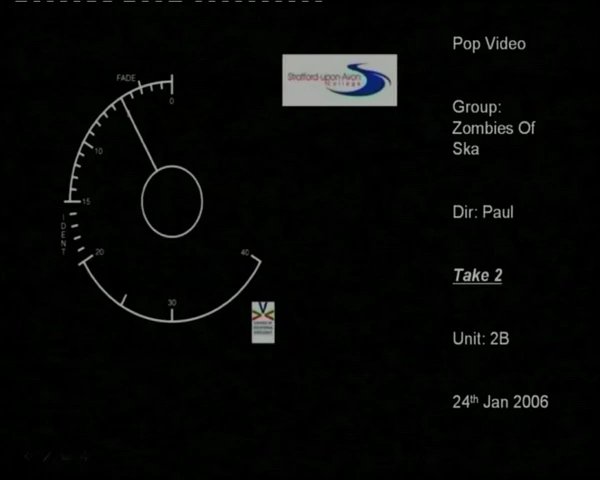 Pop Video
Stratford-upon-Avon
College
FADE
0
Group:
Zombies Of
Ska
10
15
IDENT
Dir: Paul
20
40
Take 2
30
Unit: 2B
24th Jan 2006